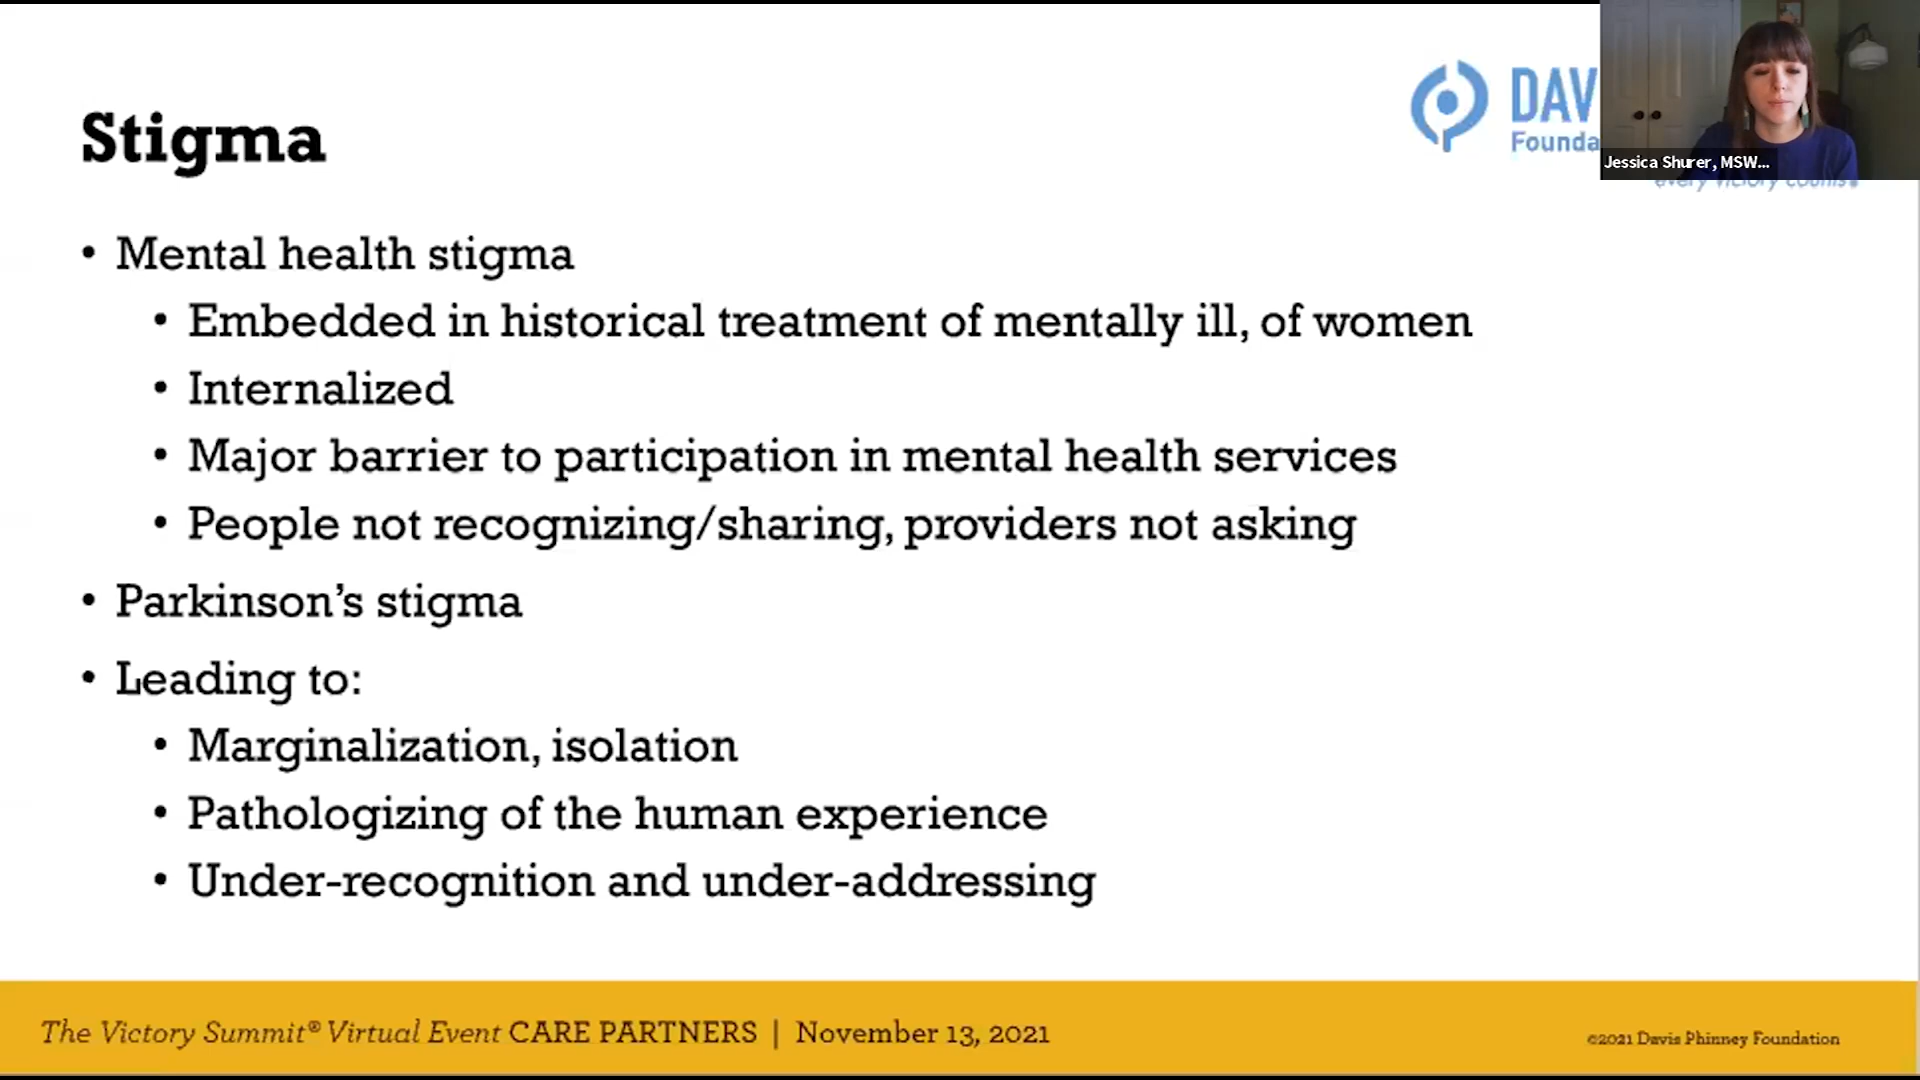 Stigma
DAV
Founda
Jessica Shurer, MSW...
every victory counts.
• Mental health stigma
• Embedded in historical treatment of mentally ill, of women
• Internalized
• Major barrier to participation in mental health services
• People not recognizing/sharing, providers not asking
• Parkinson’s stigma
• Leading to:
• Marginalization, isolation
• Pathologizing of the human experience
• Under-recognition and under-addressing
The Victory Summit® Virtual Event CARE PARTNERS | November 13, 2021
©2021 Davis Phinney Foundation